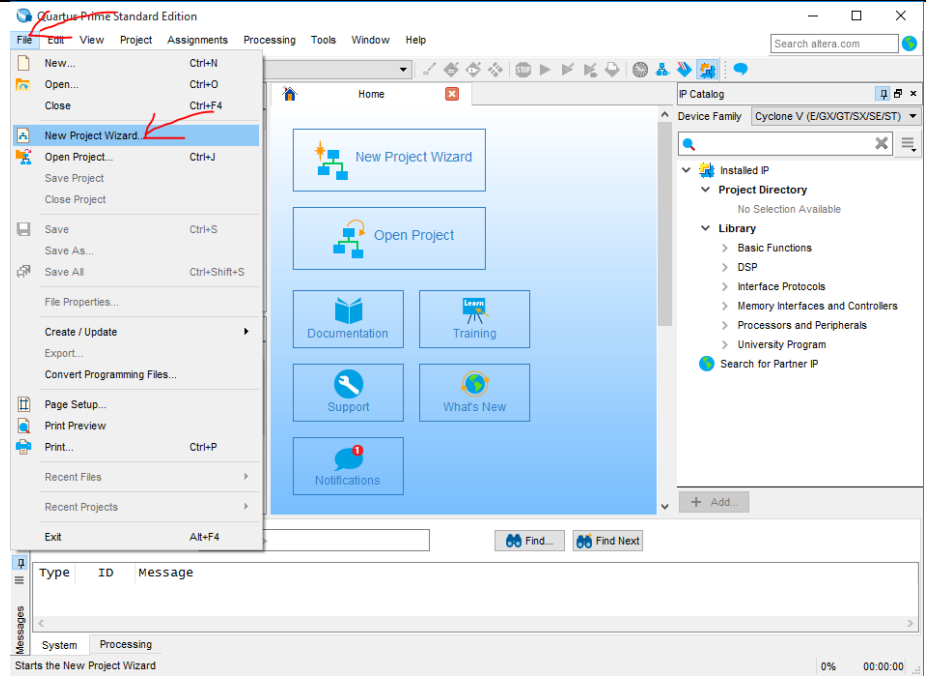 Quartus Prime Standard Edition
File Edit View Project Assignments Processing Tools Window Help
Search altera.com
New... Ctrl+N
Open... Ctrl+O
Close Ctrl+F4
New Project Wizard...
Open Project... Ctrl+J
Save Project
Close Project
Save Ctrl+S
Save As...
Save All Ctrl+Shift+S
File Properties...
Create / Update
Export...
Convert Programming Files...
Page Setup...
Print Preview
Print... Ctrl+P
Recent Files
Recent Projects
Exit Alt+F4
STOP
Home
New Project Wizard
Open Project
Learn
Documentation
Training
Support
What's New
1
Notifications
IP Catalog
Device Family Cyclone V (E/GX/GT/SX/SE/ST)
Installed IP
Project Directory
No Selection Available
Library
Basic Functions
DSP
Interface Protocols
Memory Interfaces and Controllers
Processors and Peripherals
University Program
Search for Partner IP
+ Add...
Find... Find Next
Type ID Message
Messages
System Processing
Starts the New Project Wizard 0% 00:00:00